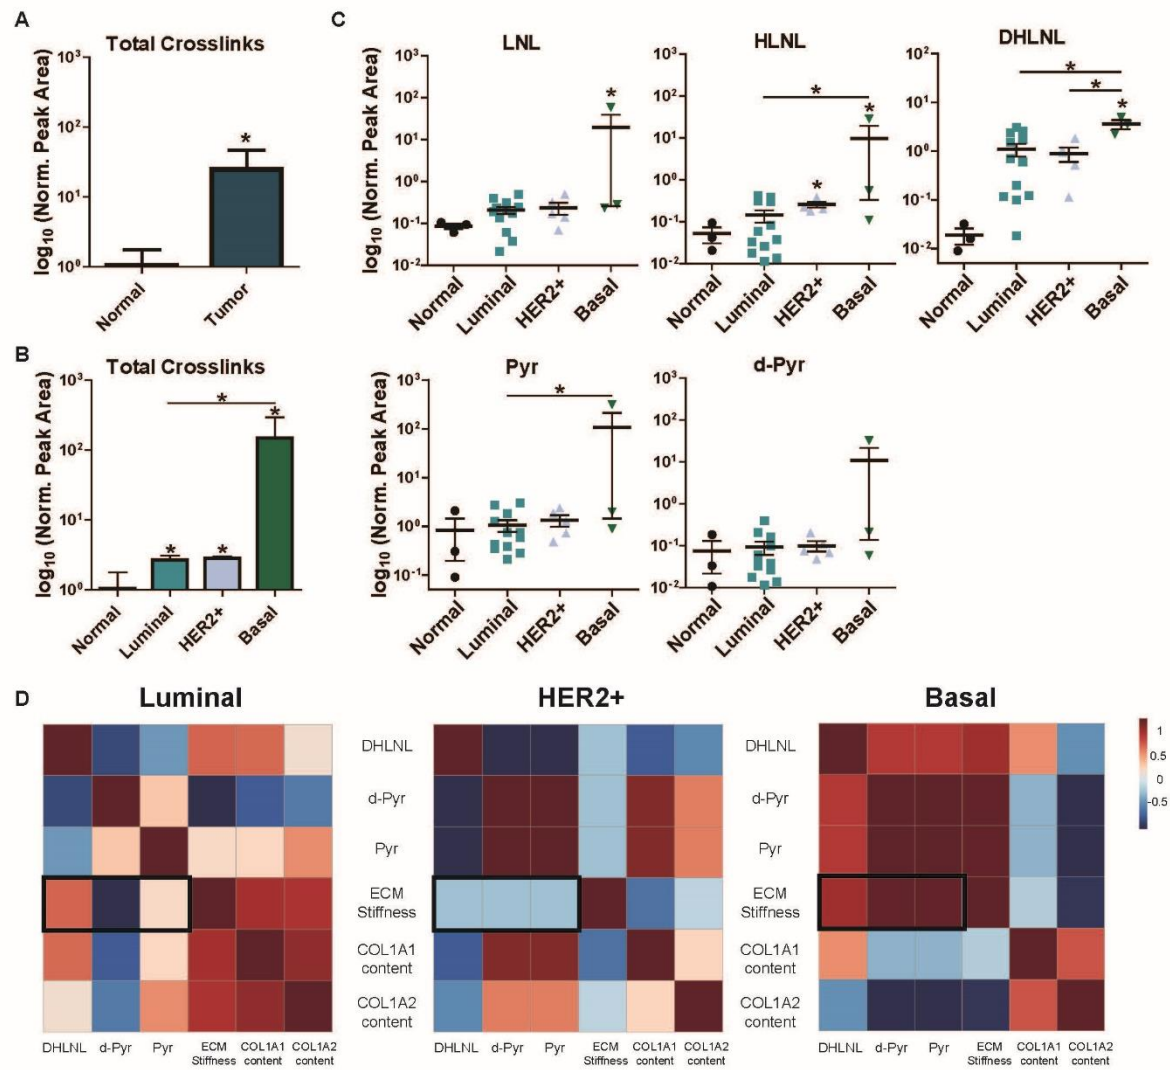 A
Total Crosslinks
log₁₀ (Norm. Peak Area)
10³
10²
10¹
10⁰
*
Normal
Tumor
B
Total Crosslinks
log₁₀ (Norm. Peak Area)
10³
10²
10¹
10⁰
*
*
*
*
Normal
Luminal
HER2+
Basal
C
LNL
log₁₀ (Norm. Peak Area)
10³
10²
10¹
10⁰
10⁻¹
10⁻²
*
Normal
Luminal
HER2+
Basal
HLNL
10³
10²
10¹
10⁰
10⁻¹
10⁻²
*
*
*
Normal
Luminal
HER2+
Basal
DHLNL
10²
10¹
10⁰
10⁻¹
10⁻²
*
*
*
Normal
Luminal
HER2+
Basal
Pyr
log₁₀ (Norm. Peak Area)
10³
10²
10¹
10⁰
10⁻¹
*
Normal
Luminal
HER2+
Basal
d-Pyr
10³
10²
10¹
10⁰
10⁻¹
10⁻²
Normal
Luminal
HER2+
Basal
D
Luminal
HER2+
Basal
DHLNL
d-Pyr
Pyr
ECM
Stiffness
COL1A1
content
COL1A2
content
DHLNL
d-Pyr
Pyr
ECM
Stiffness
COL1A1
content
COL1A2
content
1
0.5
0
-0.5
DHLNL d-Pyr Pyr ECM Stiffness COL1A1 content COL1A2 content
DHLNL d-Pyr Pyr ECM Stiffness COL1A1 content COL1A2 content
DHLNL d-Pyr Pyr ECM Stiffness COL1A1 content COL1A2 content